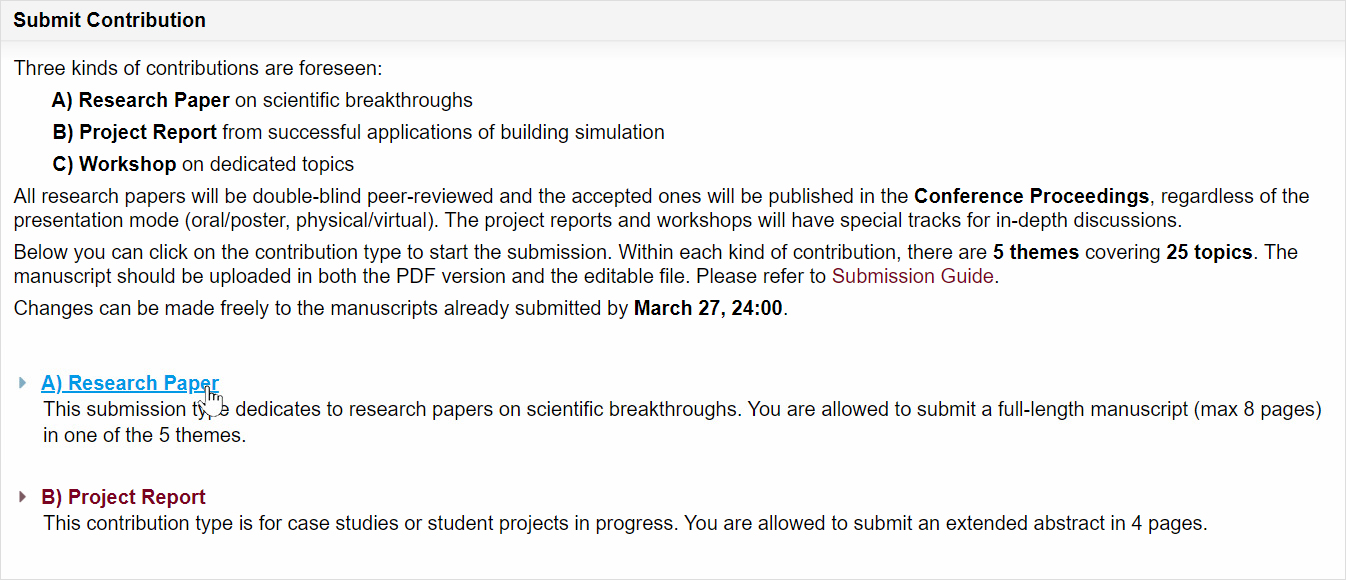 Submit Contribution
Three kinds of contributions are foreseen:
A) Research Paper on scientific breakthroughs
B) Project Report from successful applications of building simulation
C) Workshop on dedicated topics
All research papers will be double-blind peer-reviewed and the accepted ones will be published in the Conference Proceedings, regardless of the
presentation mode (oral/poster, physical/virtual). The project reports and workshops will have special tracks for in-depth discussions.
Below you can click on the contribution type to start the submission. Within each kind of contribution, there are 5 themes covering 25 topics. The
manuscript should be uploaded in both the PDF version and the editable file. Please refer to Submission Guide.
Changes can be made freely to the manuscripts already submitted by March 27, 24:00.
A) Research Paper
This submission type dedicates to research papers on scientific breakthroughs. You are allowed to submit a full-length manuscript (max 8 pages)
in one of the 5 themes.
B) Project Report
This contribution type is for case studies or student projects in progress. You are allowed to submit an extended abstract in 4 pages.